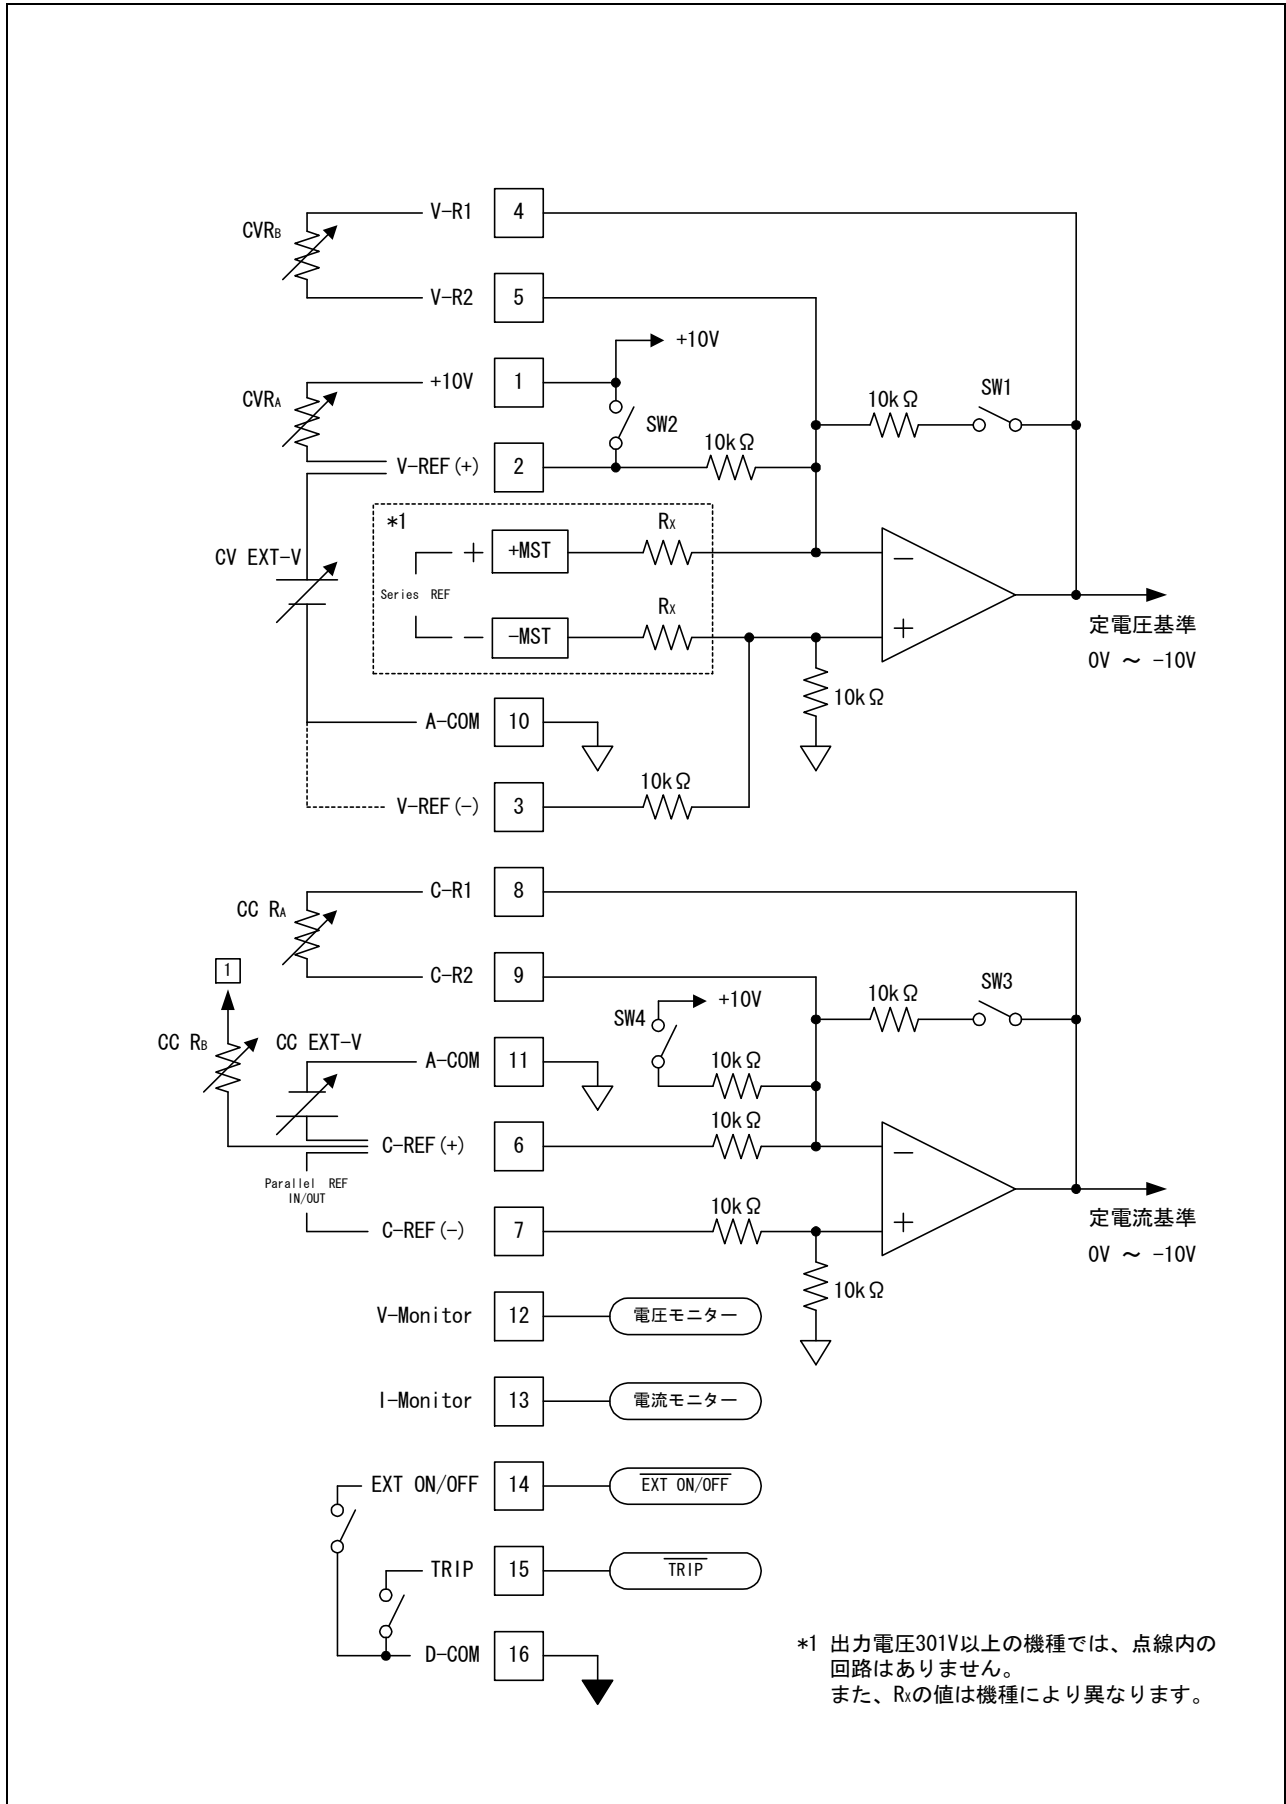 V-R1 4
CVRB
V-R2 5
+10V
+10V 1
CVRA
SW2
10kΩ SW1
V-REF(+) 2 10kΩ
*1
CV EXT-V
+ +MST RX
Series REF
- -MST RX
−
+
定電圧基準
0V ～ -10V
10kΩ
A-COM 10
V-REF(-) 3 10kΩ
C-R1 8
CC RA
1
C-R2 9
SW4 +10V
10kΩ SW3
CC RB CC EXT-V
A-COM 11
10kΩ
C-REF(+) 6 10kΩ
−
Parallel REF
IN/OUT
C-REF(-) 7 10kΩ
+
定電流基準
0V ～ -10V
10kΩ
V-Monitor 12 電圧モニター
I-Monitor 13 電流モニター
EXT ON/OFF 14 EXT ON/OFF
TRIP 15 TRIP
D-COM 16
*1 出力電圧301V以上の機種では、点線内の
回路はありません。
また、RXの値は機種により異なります。